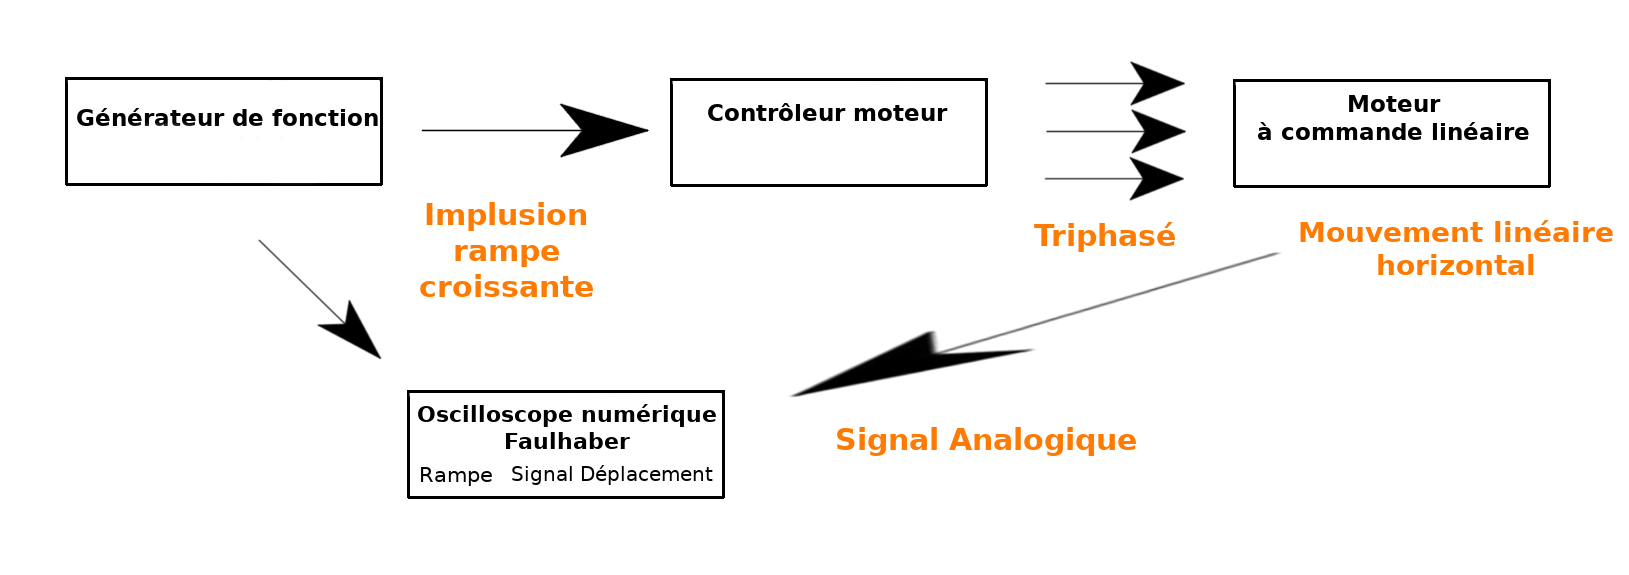 Générateur de fonction
Contrôleur moteur
Moteur
à commande linéaire
Implusion
rampe
croissante
Triphasé
Mouvement linéaire
horizontal
Oscilloscope numérique
Faulhaber
Rampe Signal Déplacement
Signal Analogique